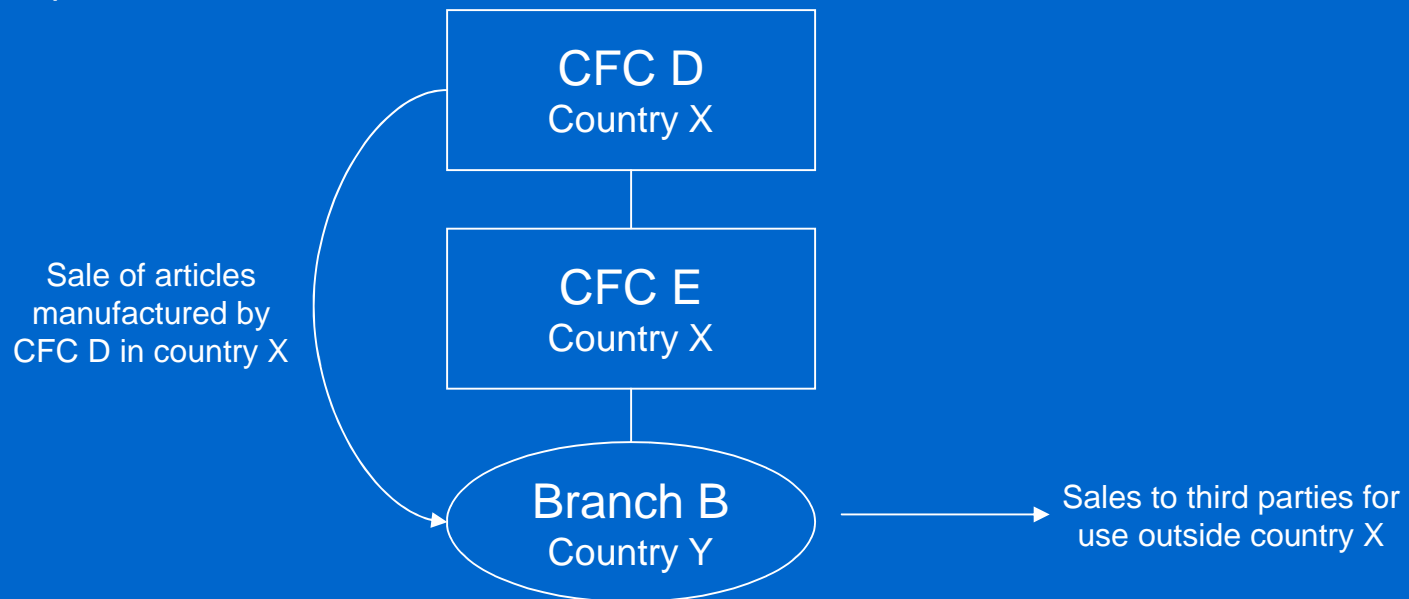 CFC D
Country X
CFC E
Country X
Sale of articles
manufactured by
CFC D in country X
Branch B
Country Y
Sales to third parties for
use outside country X